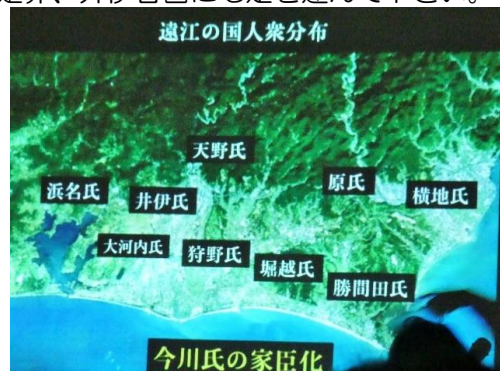 遠江の国人衆分布
天野氏
浜名氏
井伊氏
原氏
横地氏
大河内氏
狩野氏
堀越氏
勝間田氏
今川氏の家臣化